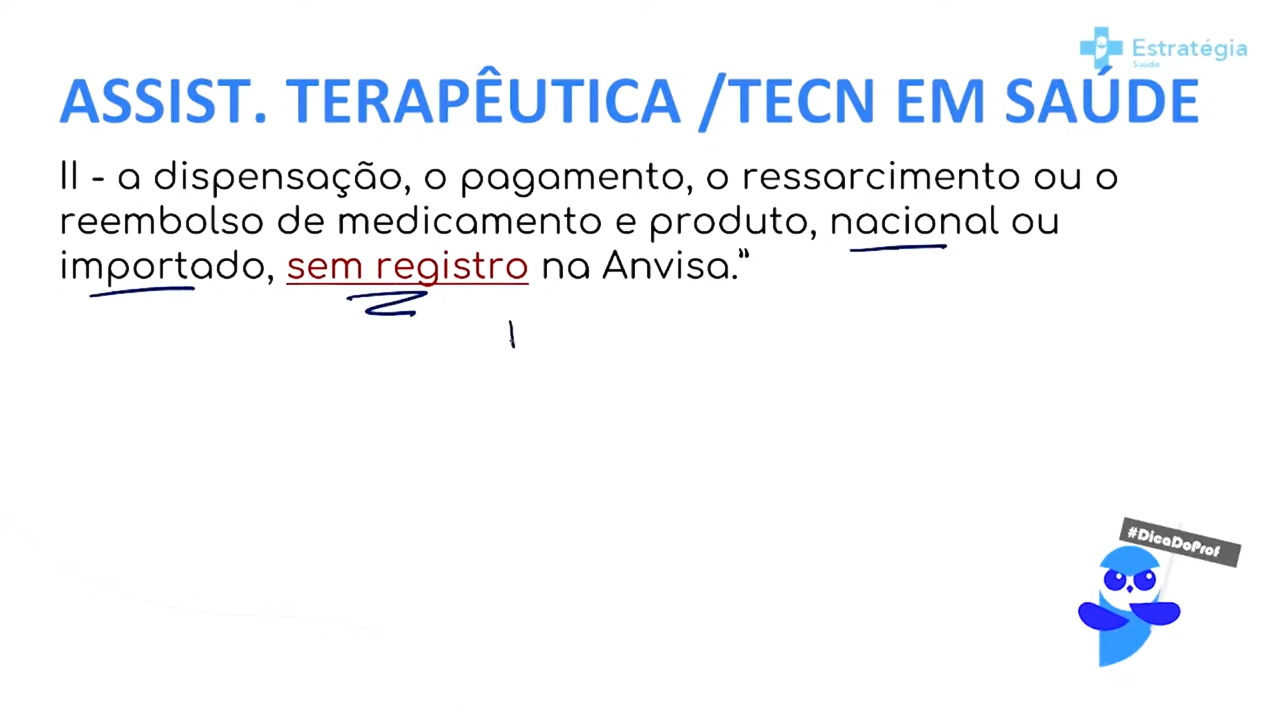 Estratégia
Saúde
ASSIST. TERAPÊUTICA /TECN EM SAÚDE
II - a dispensação, o pagamento, o ressarcimento ou o
reembolso de medicamento e produto, nacional ou
importado, sem registro na Anvisa.”
#DicaDoProf